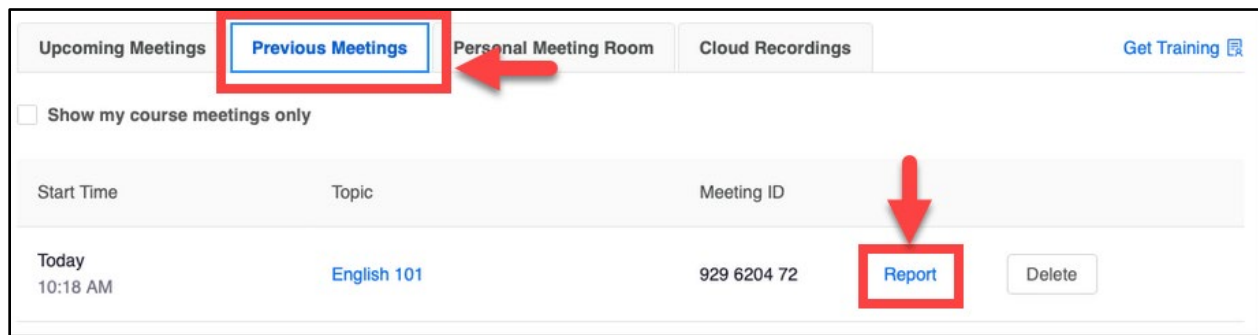 Upcoming Meetings Previous Meetings Personal Meeting Room Cloud Recordings Get Training
Show my course meetings only
Start Time Topic Meeting ID
Today
10:18 AM English 101 929 6204 72 Report Delete